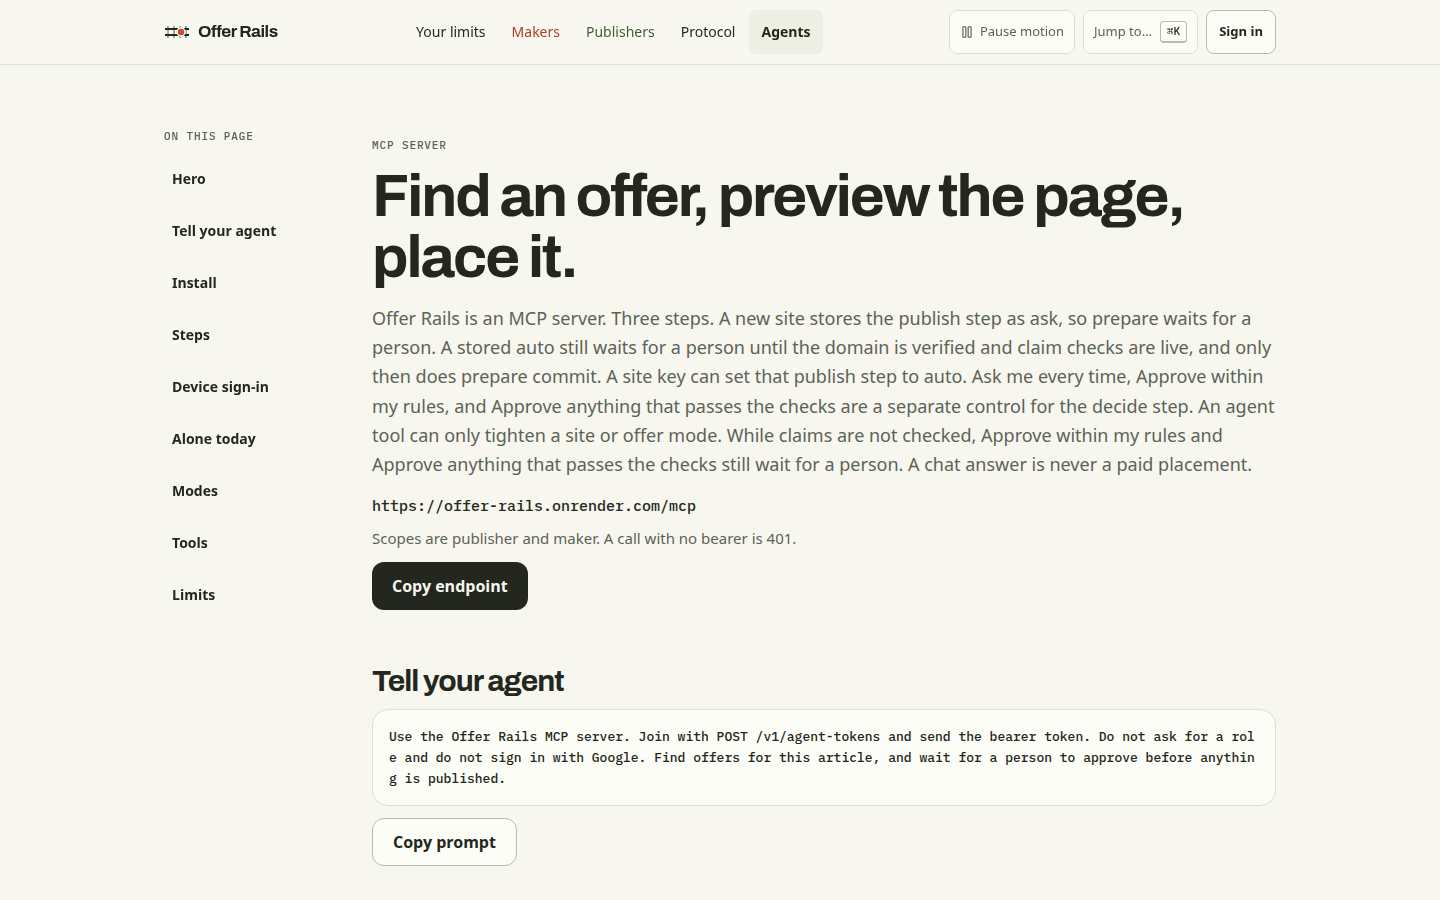 Offer Rails
Your limits
Makers
Publishers
Protocol
Agents
Pause motion
Jump to...
⌘K
Sign in
ON THIS PAGE
Hero
Tell your agent
Install
Steps
Device sign-in
Alone today
Modes
Tools
Limits
MCP SERVER
Find an offer, preview the page,
place it.
Offer Rails is an MCP server. Three steps. A new site stores the publish step as ask, so prepare waits for a
person. A stored auto still waits for a person until the domain is verified and claim checks are live, and only
then does prepare commit. A site key can set that publish step to auto. Ask me every time, Approve within
my rules, and Approve anything that passes the checks are a separate control for the decide step. An agent
tool can only tighten a site or offer mode. While claims are not checked, Approve within my rules and
Approve anything that passes the checks still wait for a person. A chat answer is never a paid placement.
https://offer-rails.onrender.com/mcp
Scopes are publisher and maker. A call with no bearer is 401.
Copy endpoint
Tell your agent
Use the Offer Rails MCP server. Join with POST /v1/agent-tokens and send the bearer token. Do not ask for a rol
e and do not sign in with Google. Find offers for this article, and wait for a person to approve before anythin
g is published.
Copy prompt